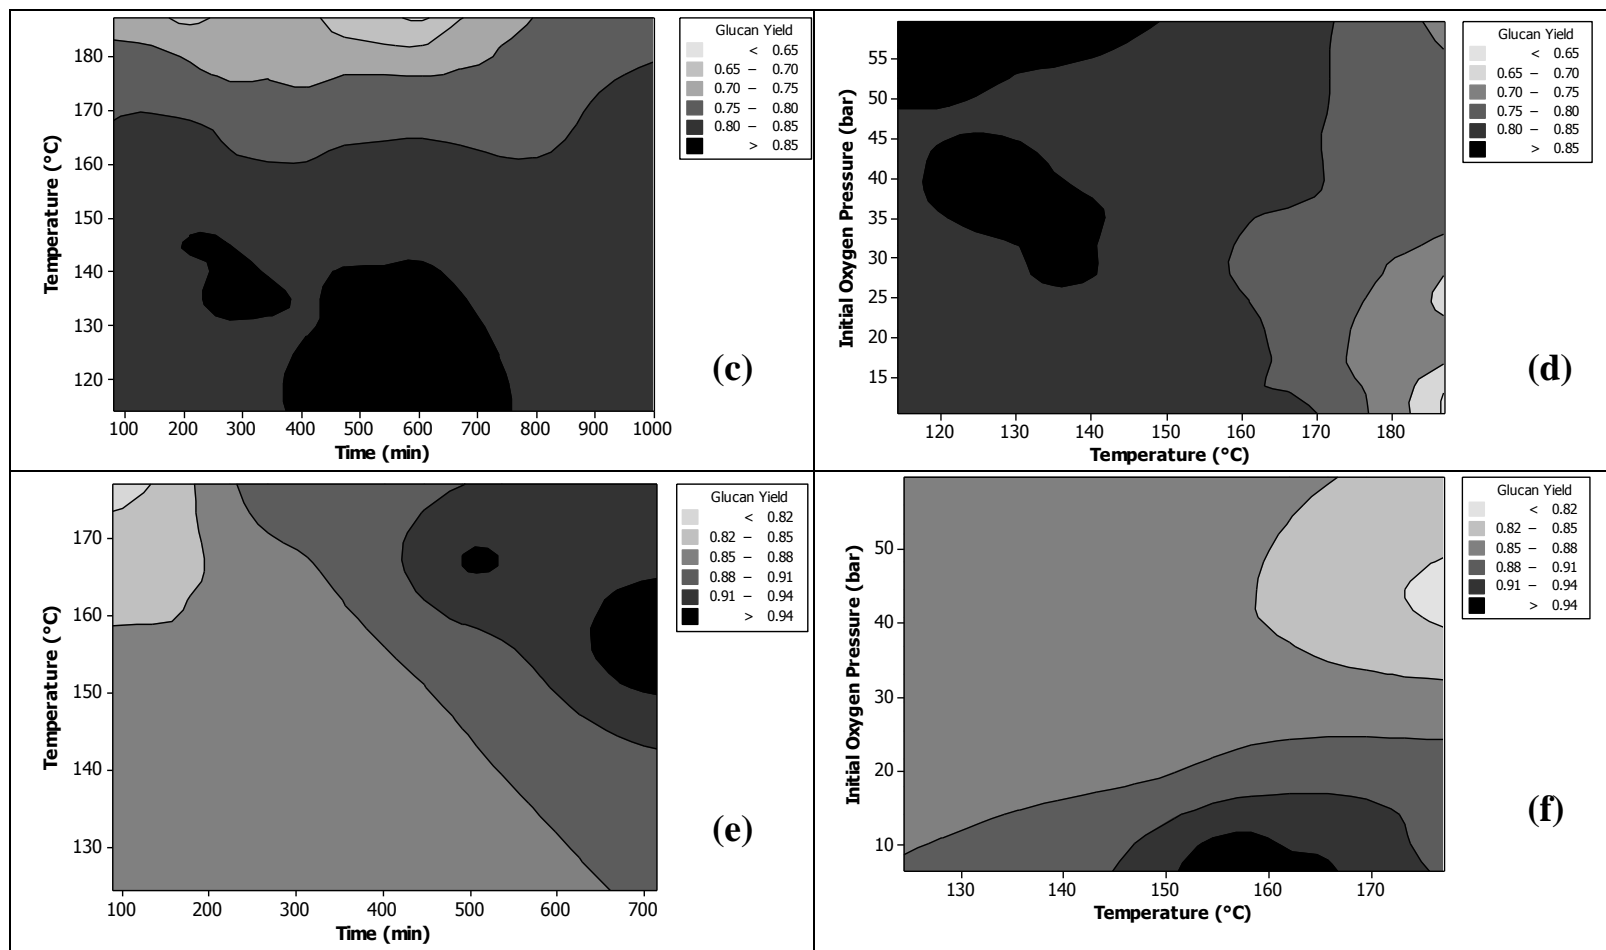 Glucan Yield
< 0.65
0.65 – 0.70
0.70 – 0.75
0.75 – 0.80
0.80 – 0.85
> 0.85
180
170
160
150
140
130
120
Temperature (°C)
100 200 300 400 500 600 700 800 900 1000
Time (min)
(c)
Glucan Yield
< 0.65
0.65 – 0.70
0.70 – 0.75
0.75 – 0.80
0.80 – 0.85
> 0.85
55
50
45
40
35
30
25
20
15
Initial Oxygen Pressure (bar)
120 130 140 150 160 170 180
Temperature (°C)
(d)
Glucan Yield
< 0.82
0.82 – 0.85
0.85 – 0.88
0.88 – 0.91
0.91 – 0.94
> 0.94
170
160
150
140
130
Temperature (°C)
100 200 300 400 500 600 700
Time (min)
(e)
Glucan Yield
< 0.82
0.82 – 0.85
0.85 – 0.88
0.88 – 0.91
0.91 – 0.94
> 0.94
50
40
30
20
10
Initial Oxygen Pressure (bar)
130 140 150 160 170
Temperature (°C)
(f)